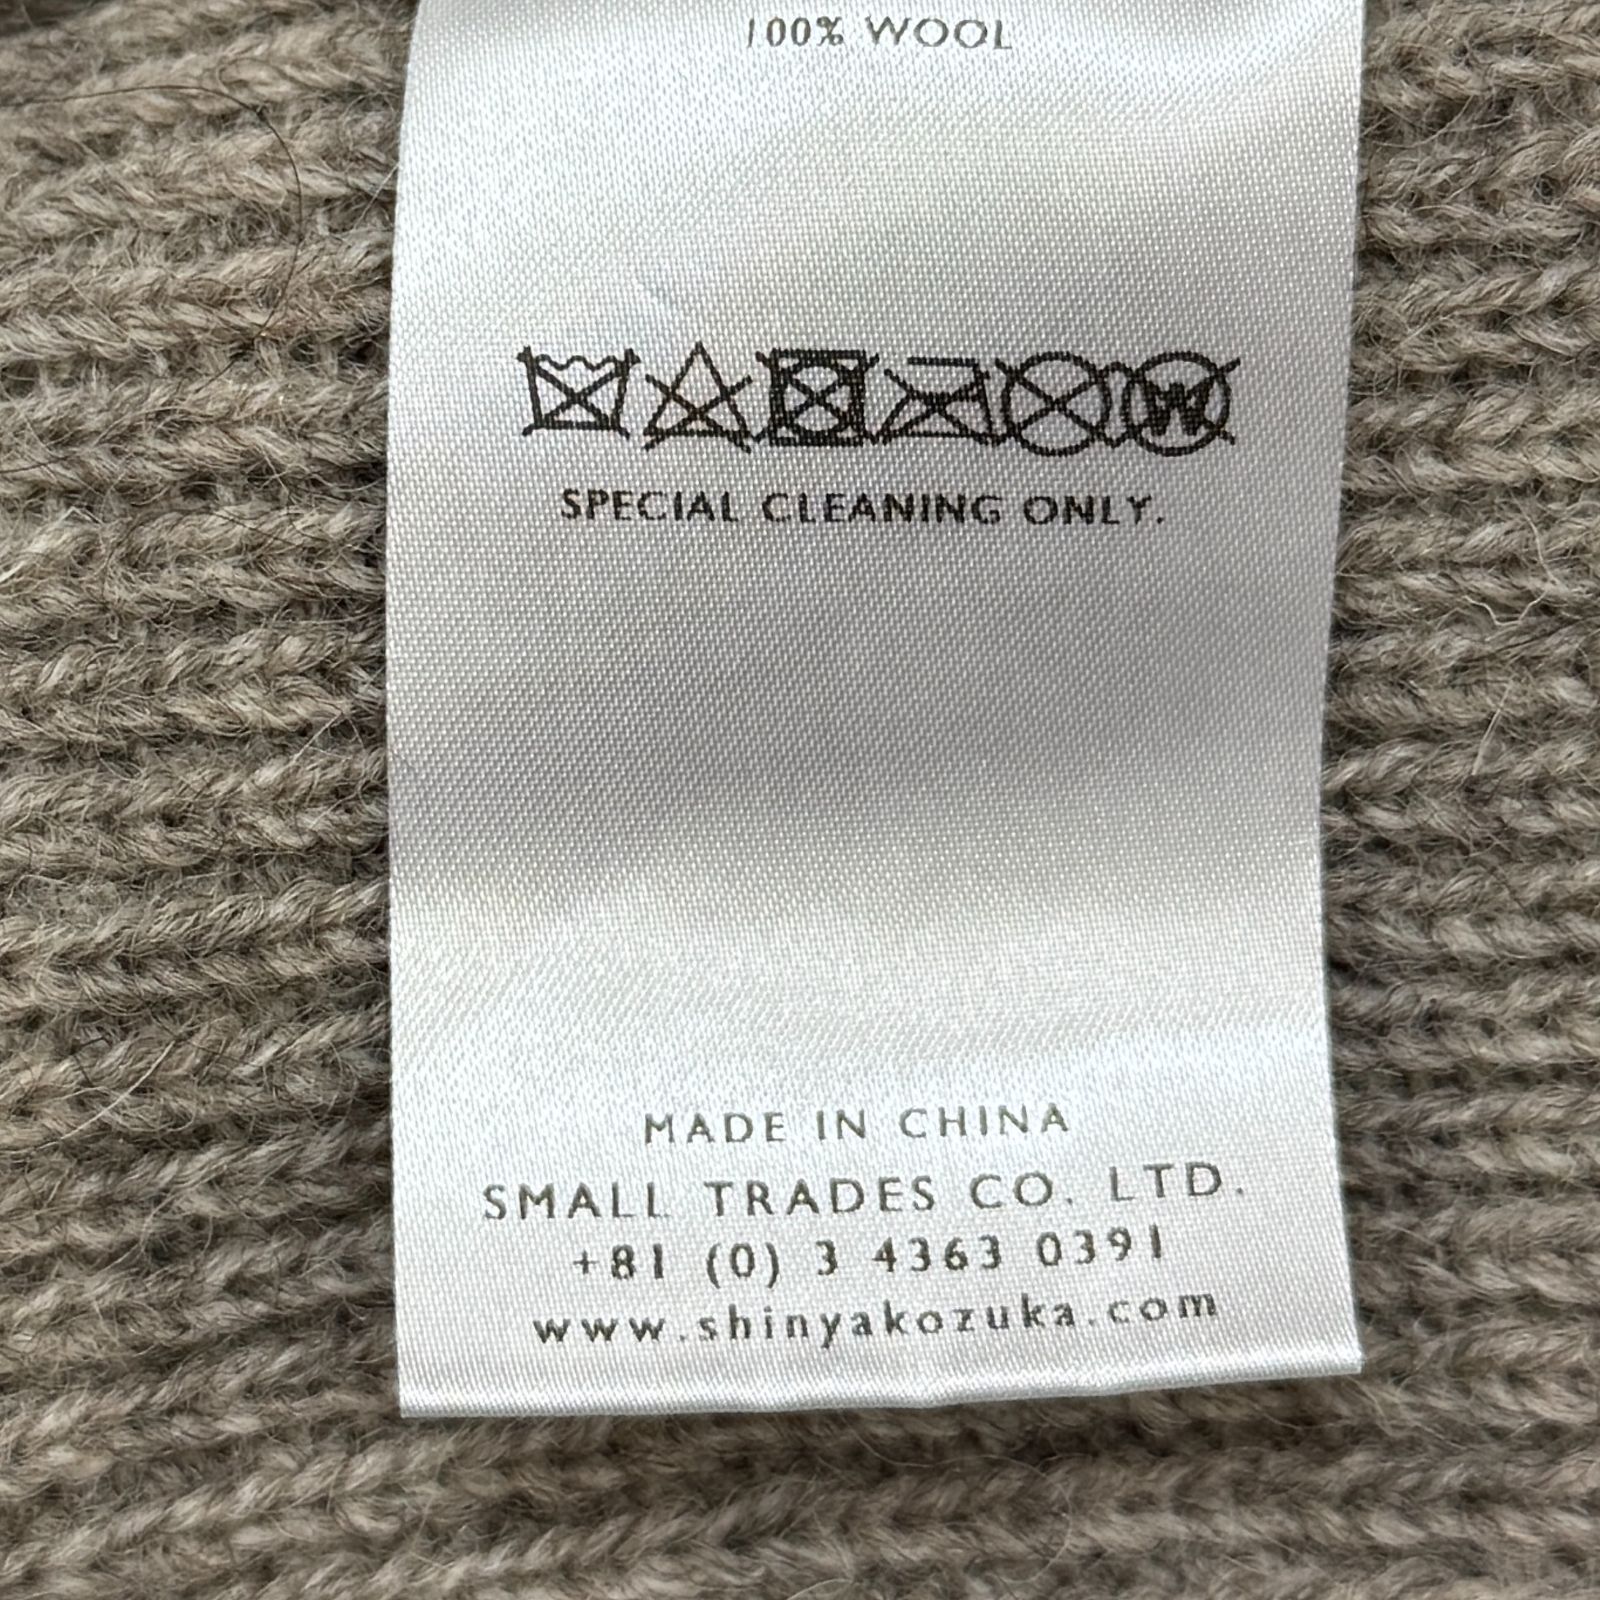 100% WOOL
W
SPECIAL CLEANING ONLY.
MADE IN CHINA
SMALL TRADES CO. LTD.
+81 (0) 3 4363 0391
www.shinyakozuka.com